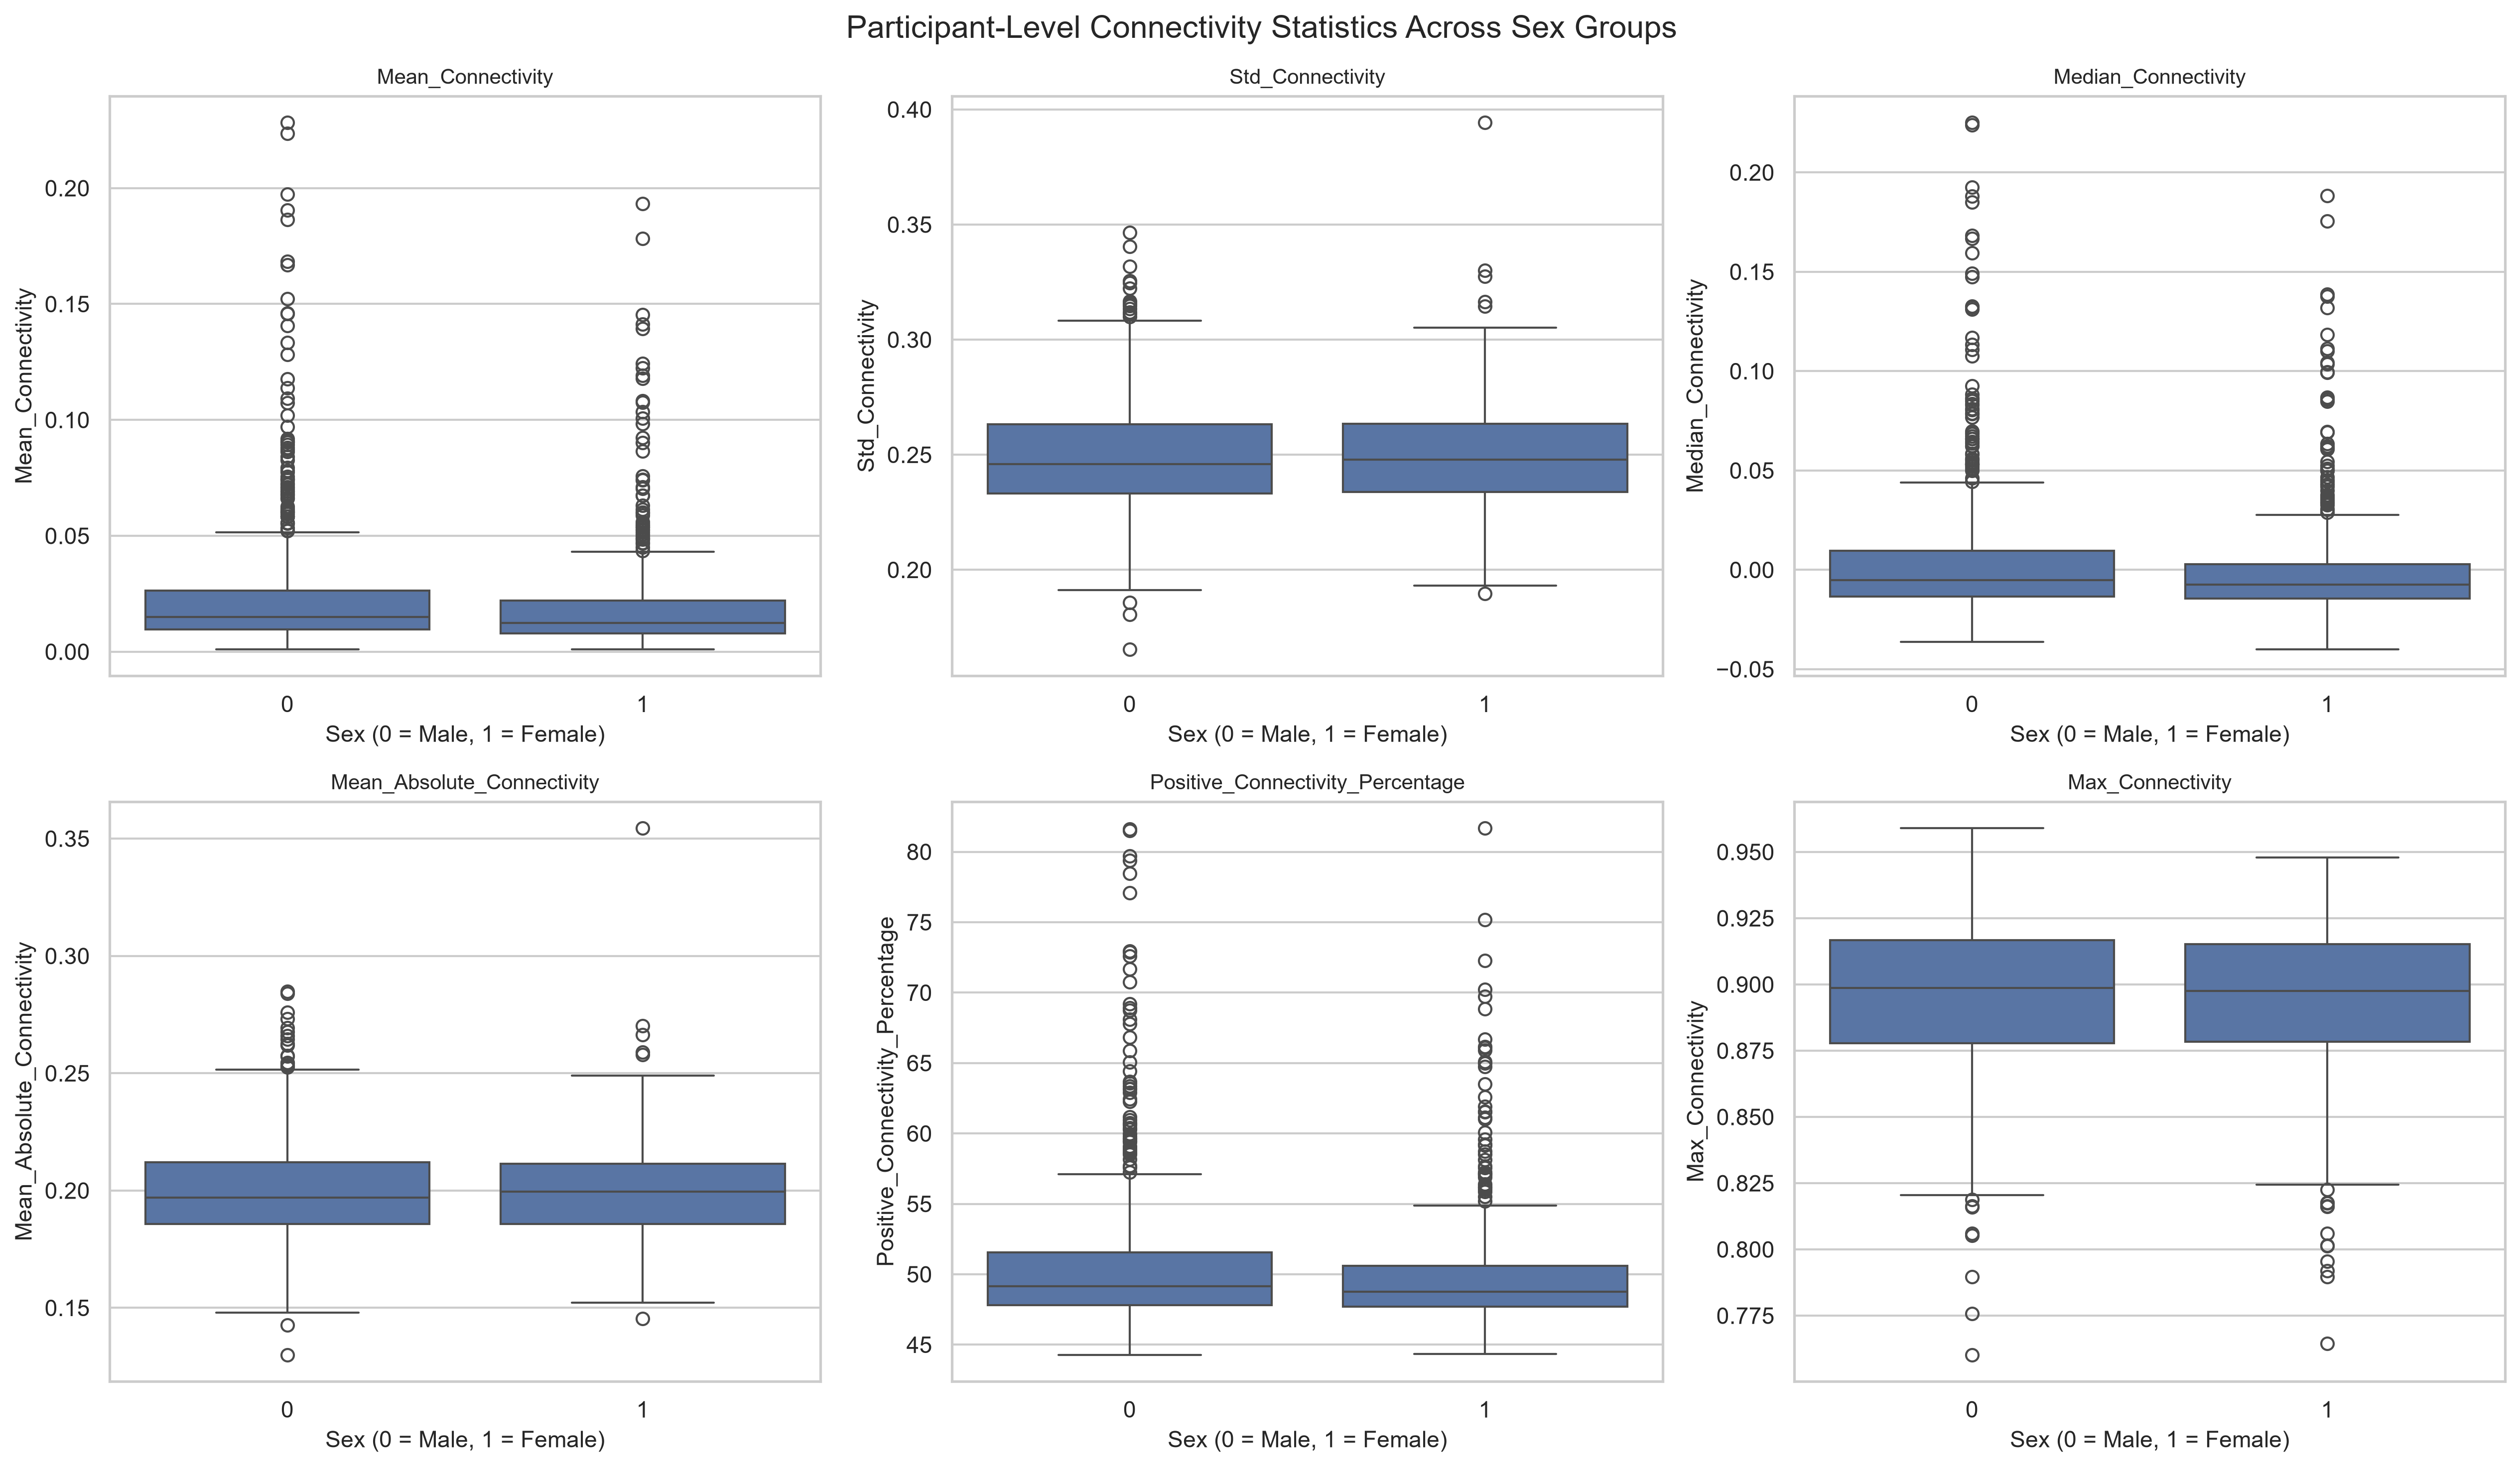 Participant-Level Connectivity Statistics Across Sex Groups
Mean_Connectivity
Mean_Connectivity
0.20
0.15
0.10
0.05
0.00
0
1
Sex (0 = Male, 1 = Female)
Std_Connectivity
Std_Connectivity
0.40
0.35
0.30
0.25
0.20
0
1
Sex (0 = Male, 1 = Female)
Median_Connectivity
Median_Connectivity
0.20
0.15
0.10
0.05
0.00
−0.05
0
1
Sex (0 = Male, 1 = Female)
Mean_Absolute_Connectivity
Mean_Absolute_Connectivity
0.35
0.30
0.25
0.20
0.15
0
1
Sex (0 = Male, 1 = Female)
Positive_Connectivity_Percentage
Positive_Connectivity_Percentage
80
75
70
65
60
55
50
45
0
1
Sex (0 = Male, 1 = Female)
Max_Connectivity
Max_Connectivity
0.950
0.925
0.900
0.875
0.850
0.825
0.800
0.775
0
1
Sex (0 = Male, 1 = Female)